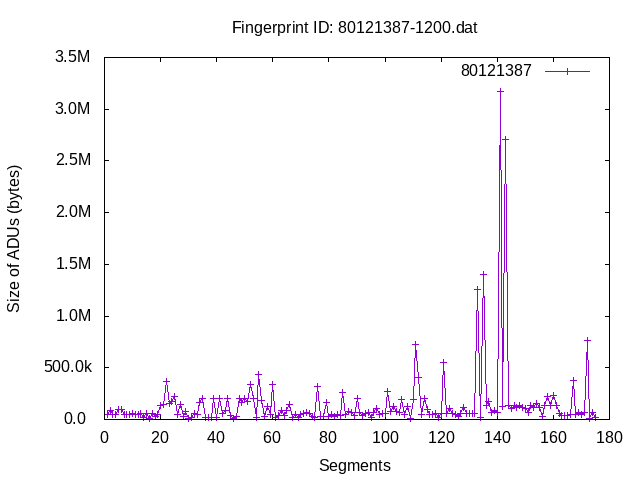 Fingerprint ID: 80121387-1200.dat
80121387
Size of ADUs (bytes)
3.5M
3.0M
2.5M
2.0M
1.5M
1.0M
500.0k
0.0
0 20 40 60 80 100 120 140 160 180
Segments